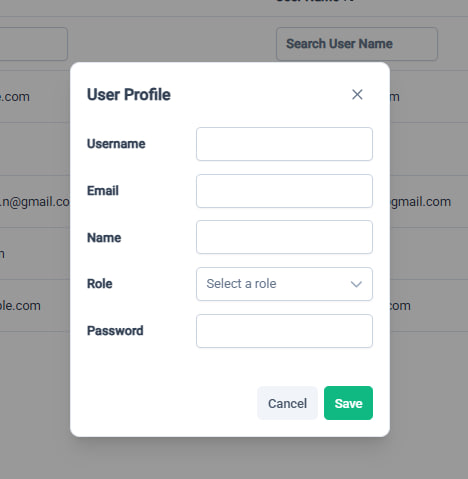 Search User Name
User Profile
e.com
m
Username
Email
.n@gmail.co
@gmail.com
Name
n
Role
Select a role
ple.com
com
Password
Cancel
Save